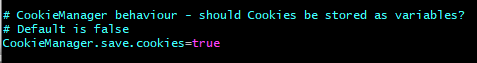 # CookieManager behaviour - should Cookies be stored as variables?
# Default is false
CookieManager.save.cookies=true